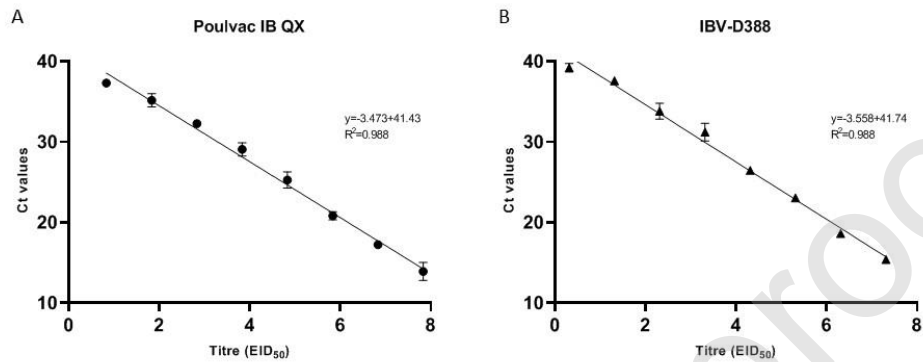 A
Poulvac IB QX
40
30
20
10
Ct values
y=-3.473+41.43
R²=0.988
0
2
4
6
8
Titre (EID₅₀)
B
IBV-D388
40
30
20
10
Ct values
y=-3.558+41.74
R²=0.988
0
2
4
6
8
Titre (EID₅₀)